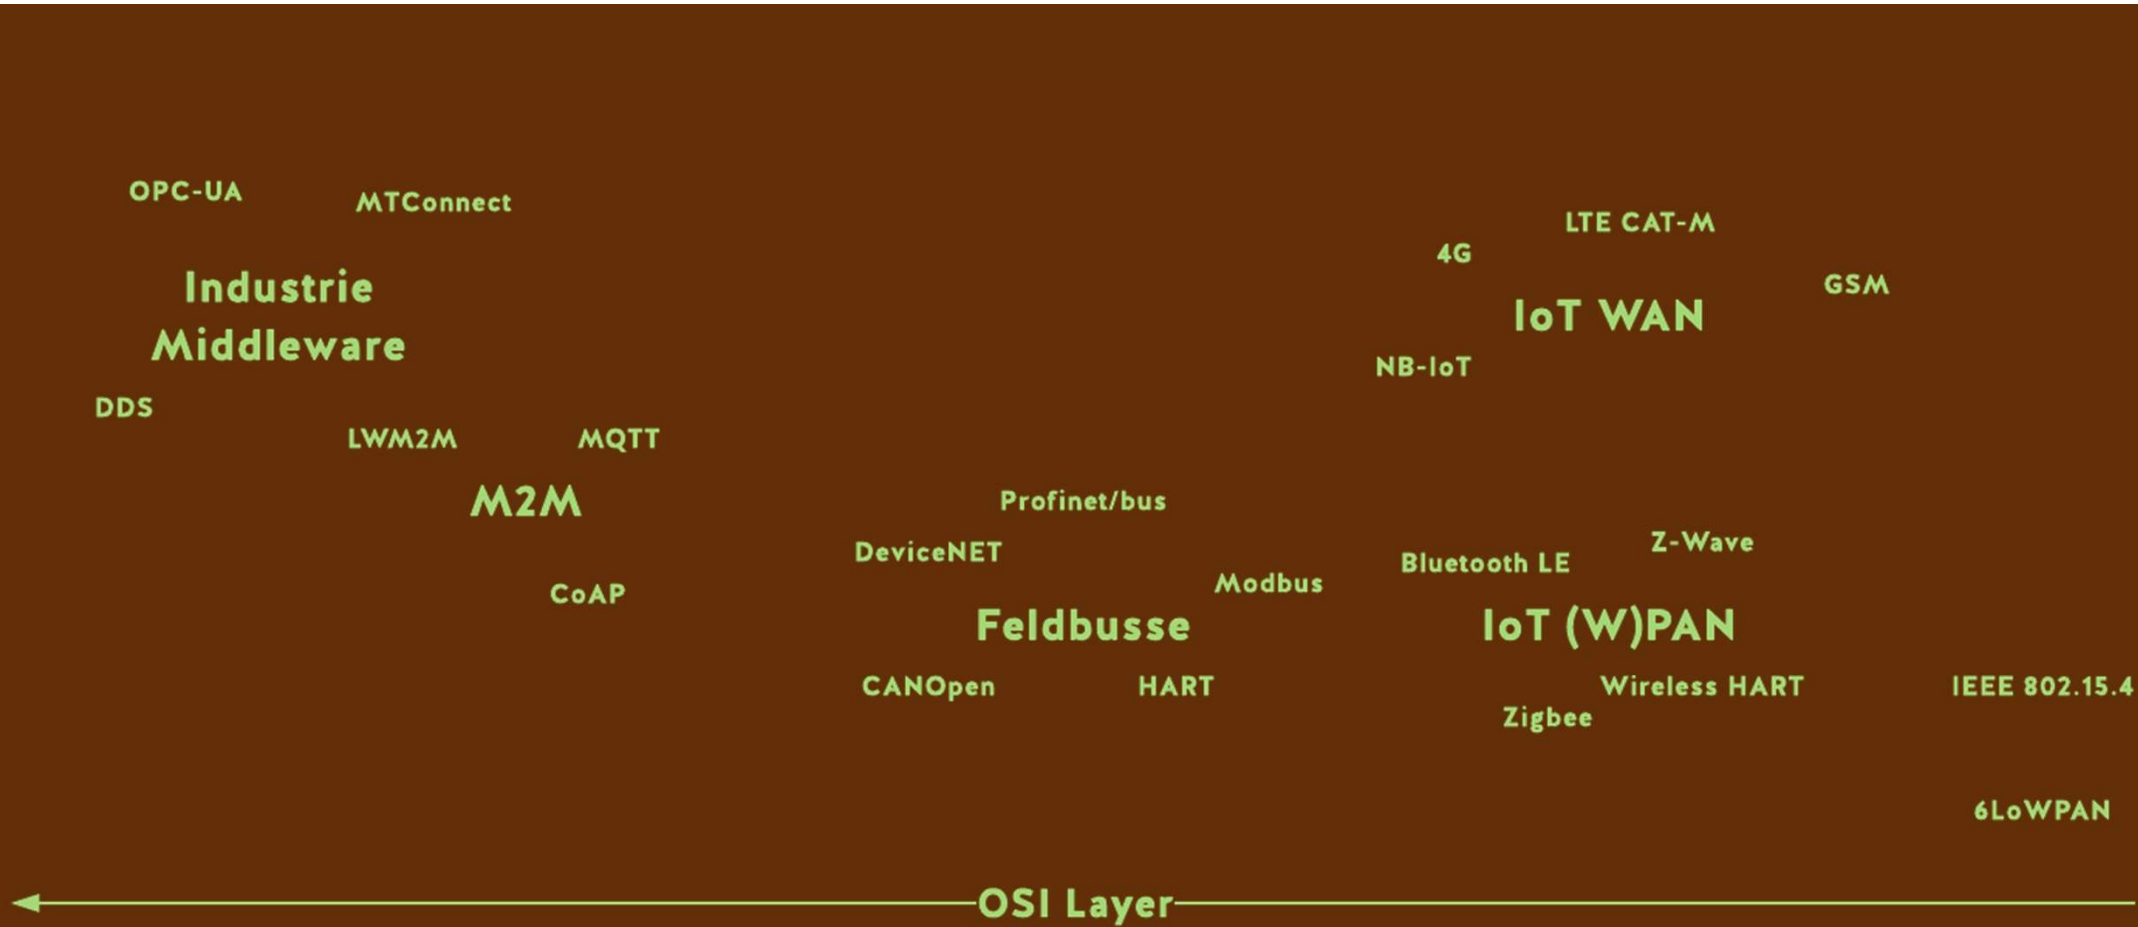 OPC-UA
MTConnect
Industrie
Middleware
DDS
LWM2M
MQTT
M2M
CoAP
Profinet/bus
DeviceNET
Modbus
Feldbusse
CANOpen
HART
LTE CAT-M
4G
GSM
IoT WAN
NB-IoT
Z-Wave
Bluetooth LE
IoT (W)PAN
Wireless HART
IEEE 802.15.4
Zigbee
6LoWPAN
OSI Layer